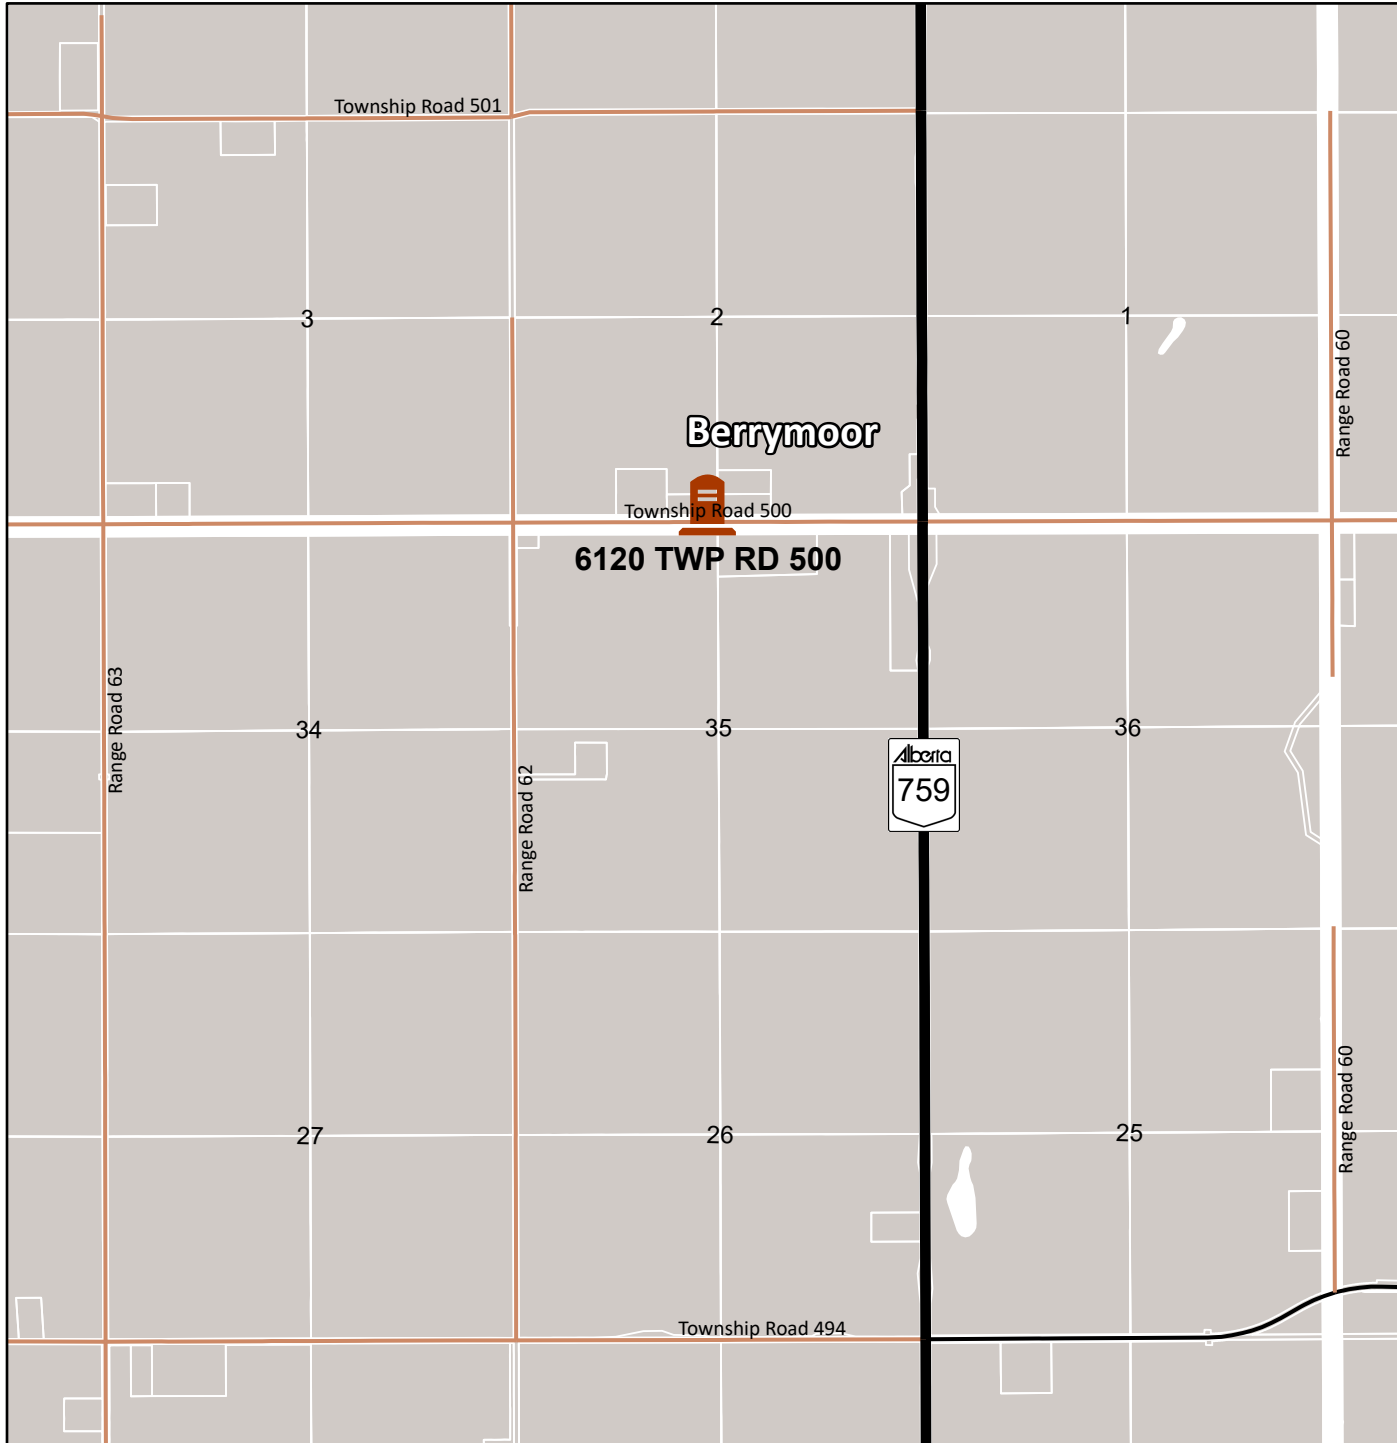 Township Road 501
3
2
1
Range Road 60
Berrymoor
Township Road 500
6120 TWP RD 500
Range Road 63
34
35
36
Alberta
759
Range Road 62
27
26
25
Range Road 60
Township Road 494